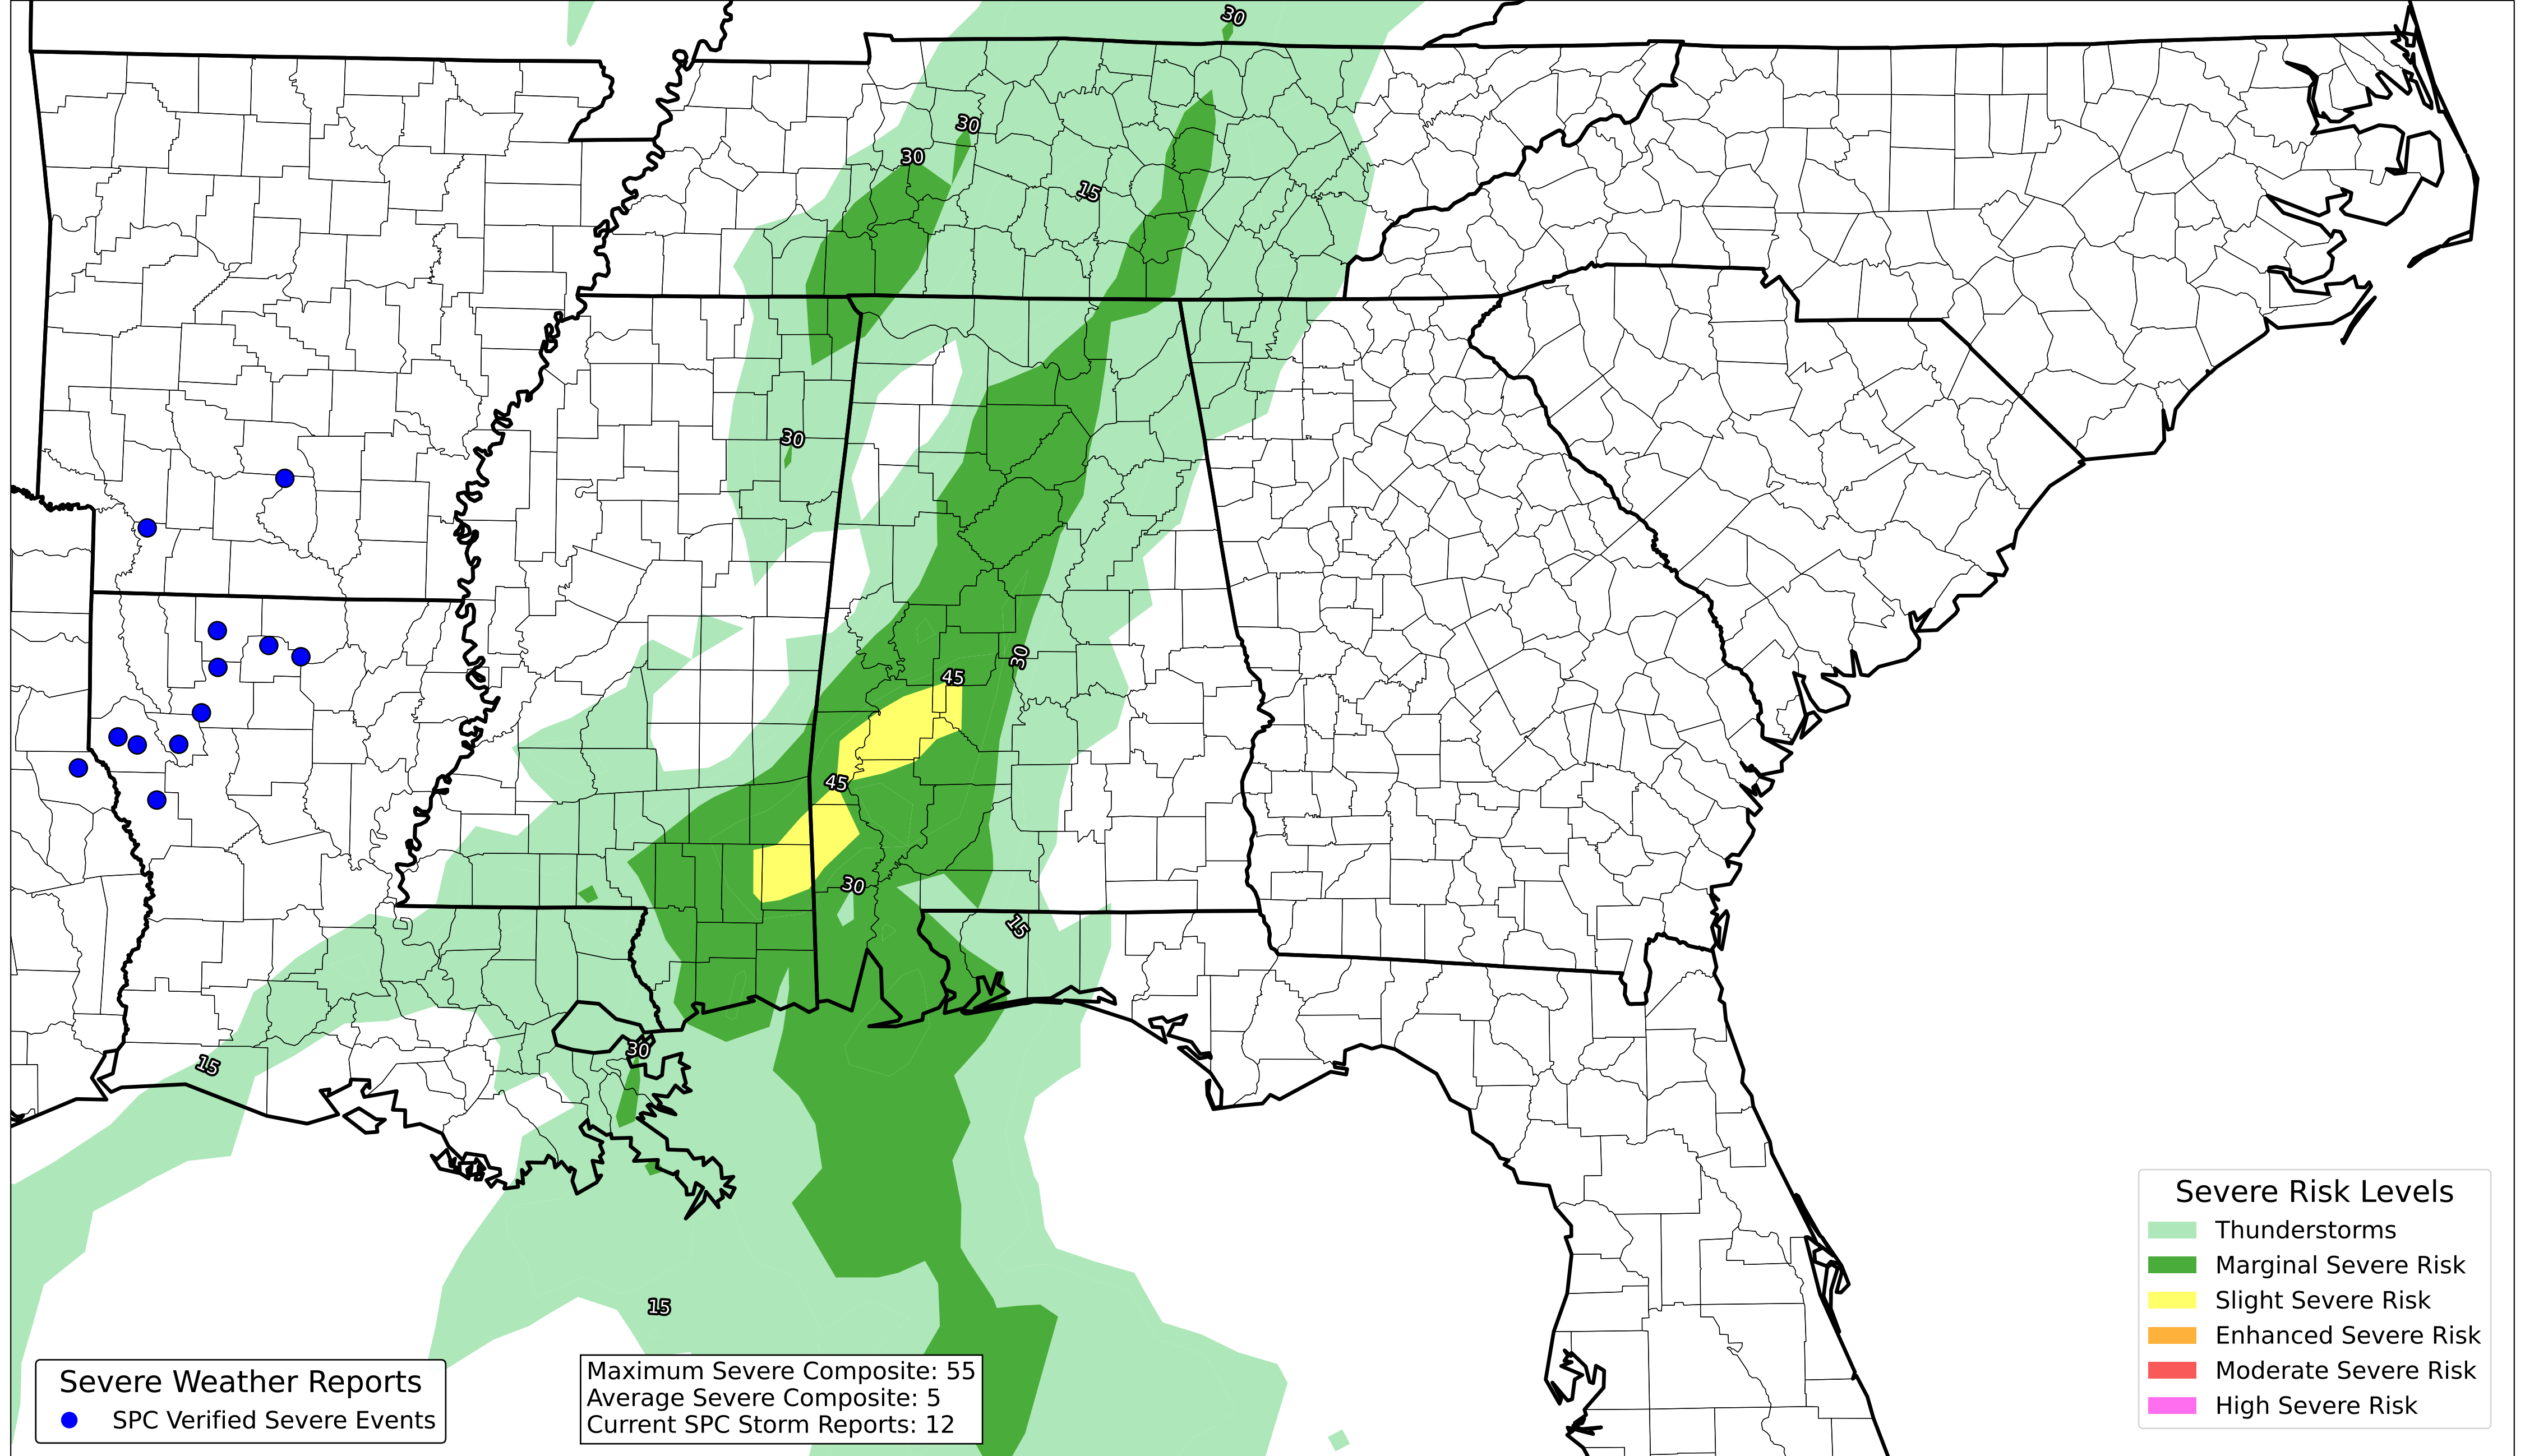 30
30
30
15
30
45
30
45
30
15
30
15
15
Severe Risk Levels
Thunderstorms
Marginal Severe Risk
Slight Severe Risk
Enhanced Severe Risk
Moderate Severe Risk
High Severe Risk
Severe Weather Reports
SPC Verified Severe Events
Maximum Severe Composite: 55
Average Severe Composite: 5
Current SPC Storm Reports: 12